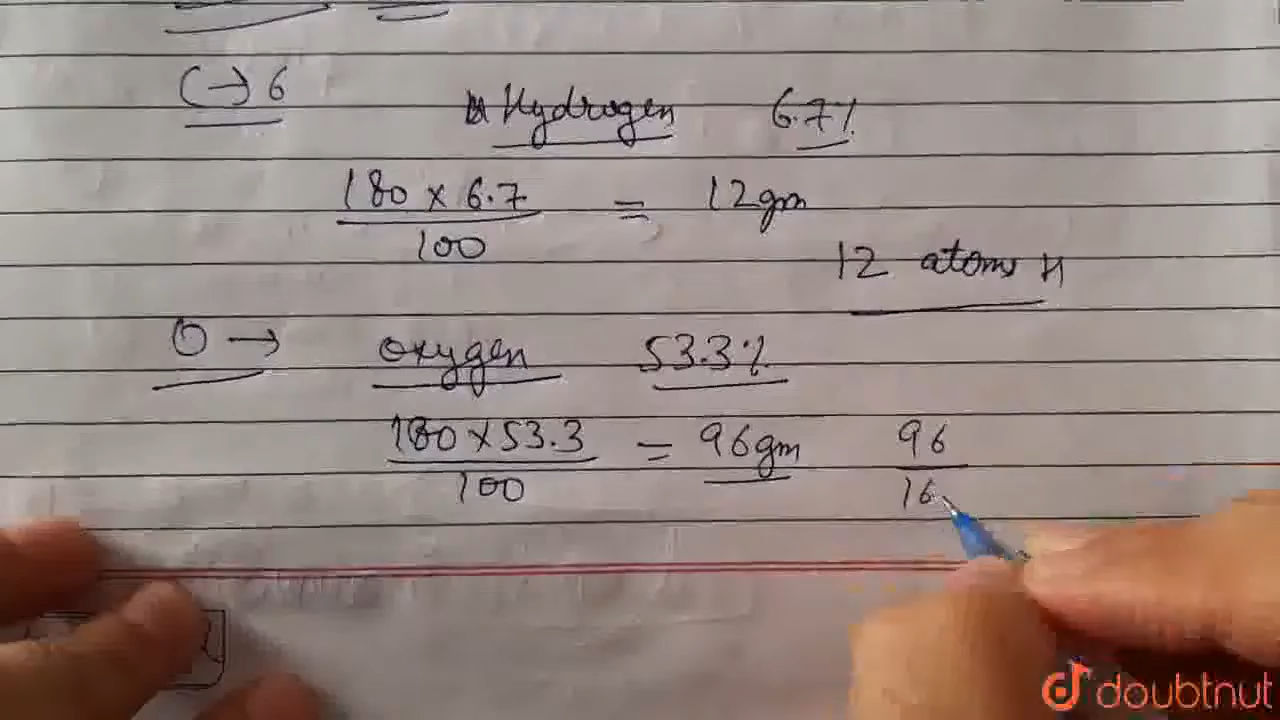 C → 6
Hydrogen 6.7%
180 × 6.7 / 100 = 12gm
12 atoms H
O → oxygen 53.3%
180 × 53.3 / 100 = 96gm 96 / 16
doubtnut